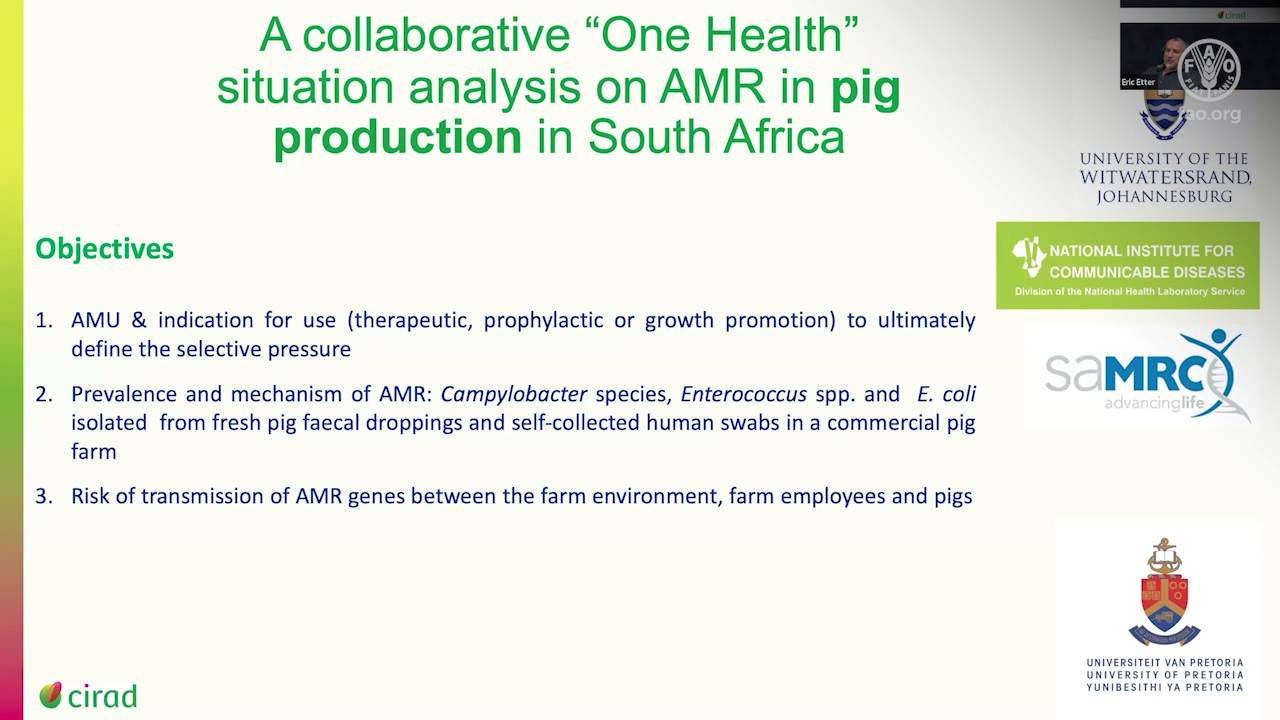 A collaborative “One Health”
situation analysis on AMR in pig
production in South Africa
Objectives
1. AMU & indication for use (therapeutic, prophylactic or growth promotion) to ultimately
define the selective pressure
2. Prevalence and mechanism of AMR: Campylobacter species, Enterococcus spp. and E. coli
isolated from fresh pig faecal droppings and self-collected human swabs in a commercial pig
farm
3. Risk of transmission of AMR genes between the farm environment, farm employees and pigs
cirad
cirad
Eric Etter
FAO
FIAT PANIS
fao.org
UNIVERSITY OF THE
WITWATERSRAND,
JOHANNESBURG
NATIONAL INSTITUTE FOR
COMMUNICABLE DISEASES
Division of the National Health Laboratory Service
saMRC
advancinglife
UNIVERSITEIT VAN PRETORIA
UNIVERSITY OF PRETORIA
YUNIBESITHI YA PRETORIA